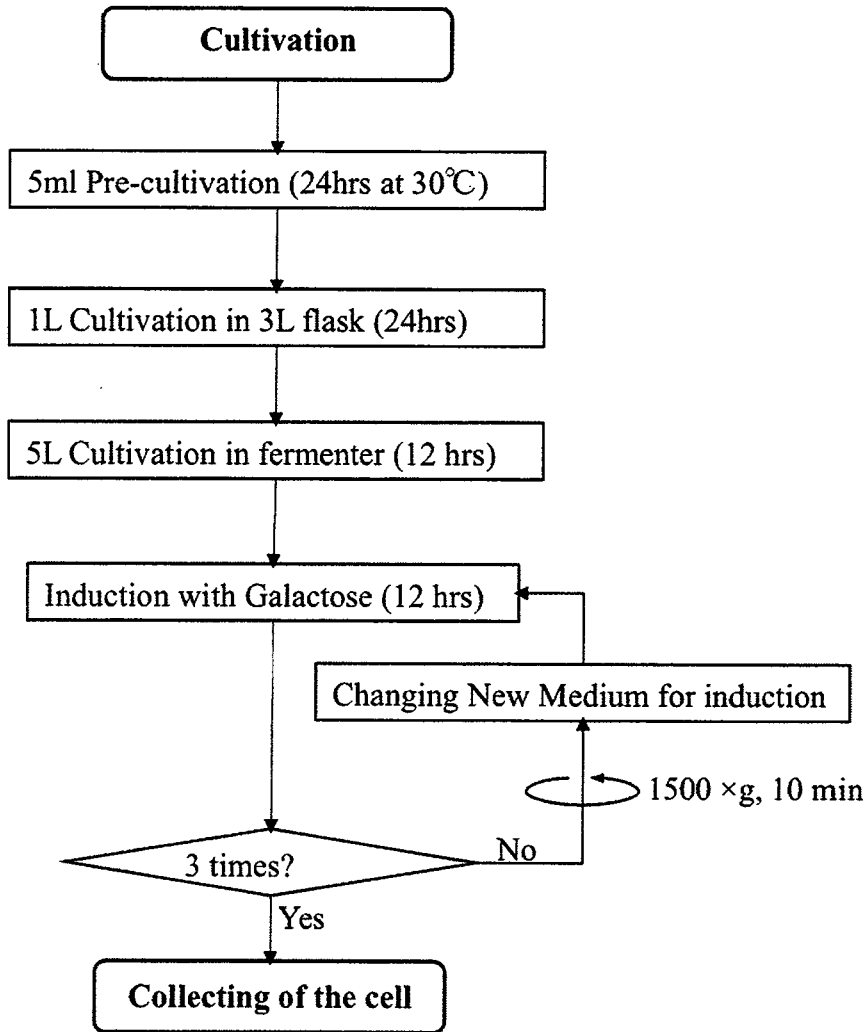 Cultivation
5ml Pre-cultivation (24hrs at 30℃)
1L Cultivation in 3L flask (24hrs)
5L Cultivation in fermenter (12 hrs)
Induction with Galactose (12 hrs)
Changing New Medium for induction
1500 ×g, 10 min
3 times?
No
Yes
Collecting of the cell